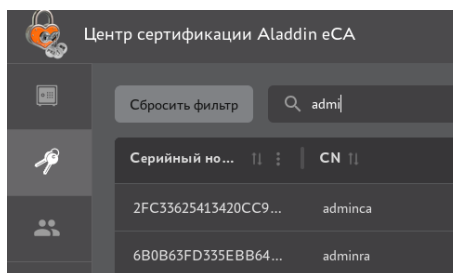 Центр сертификации Aladdin eCA
Сбросить фильтр admi
Серийный но... CN
2FC33625413420CC9... adminca
6B0B63FD335EBB64... adminra